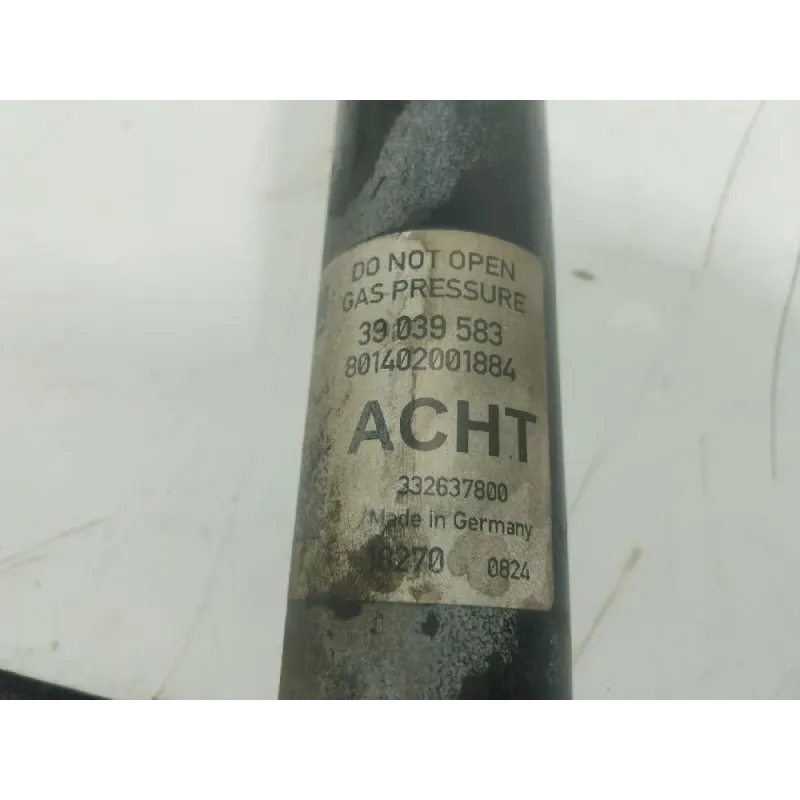 DO NOT OPEN
GAS PRESSURE
39 039 583
801402001884
ACHT
332637800
Made in Germany
18270 0824